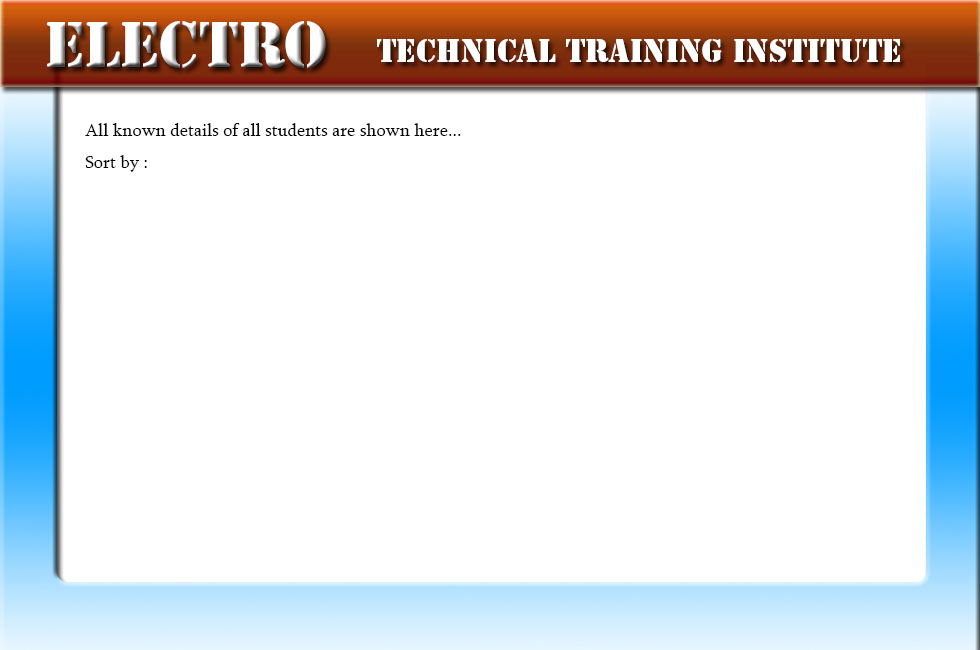 ELECTRO TECHNICAL TRAINING INSTITUTE
All known details of all students are shown here...
Sort by :